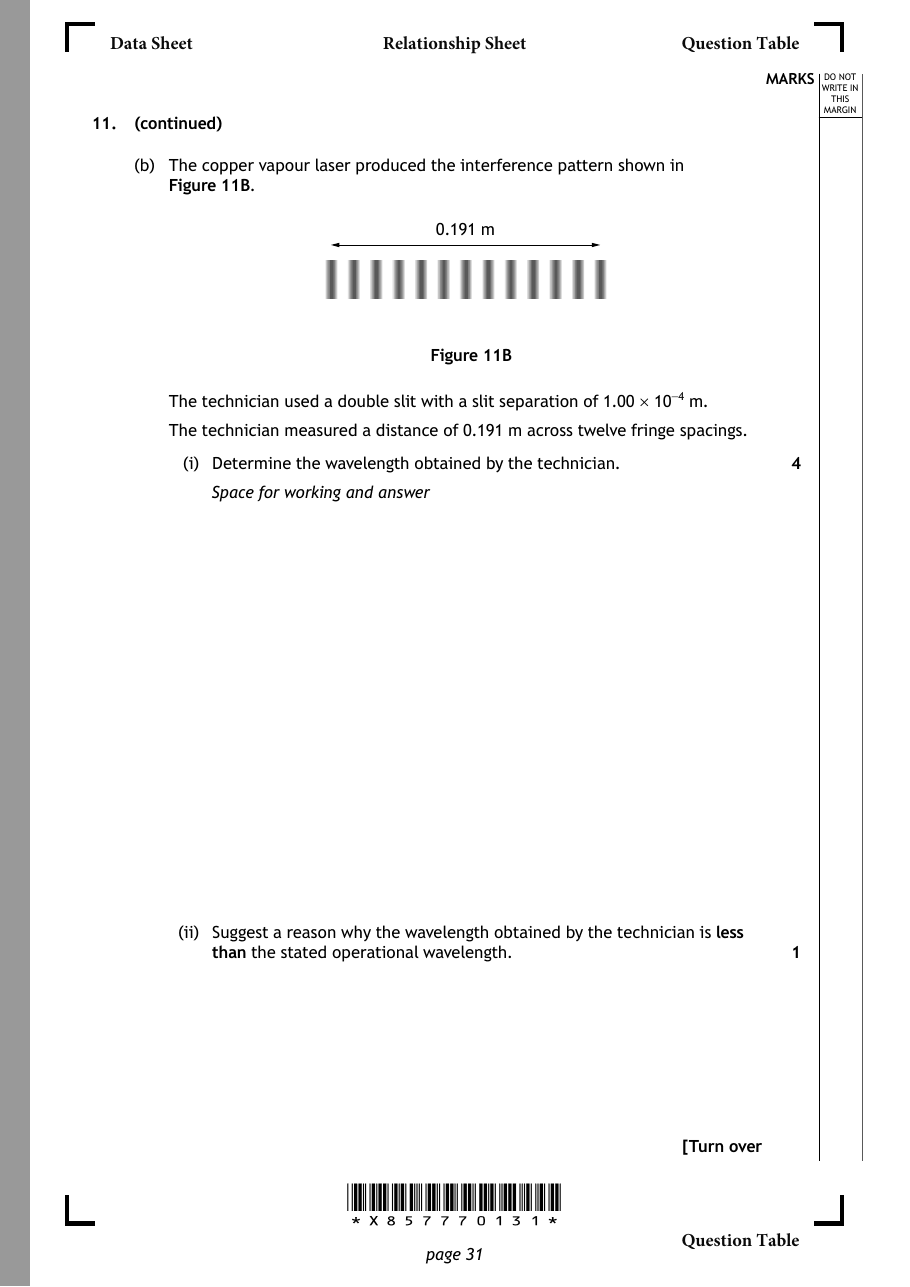 Data Sheet Relationship Sheet Question Table
MARKS
DO NOT
WRITE IN
THIS
MARGIN
11. (continued)
(b) The copper vapour laser produced the interference pattern shown in
Figure 11B.
0.191 m
Figure 11B
The technician used a double slit with a slit separation of 1.00 × 10⁻⁴ m.
The technician measured a distance of 0.191 m across twelve fringe spacings.
(i) Determine the wavelength obtained by the technician. 4
Space for working and answer
(ii) Suggest a reason why the wavelength obtained by the technician is less
than the stated operational wavelength. 1
[Turn over
* X 8 5 7 7 7 0 1 3 1 *
page 31
Question Table